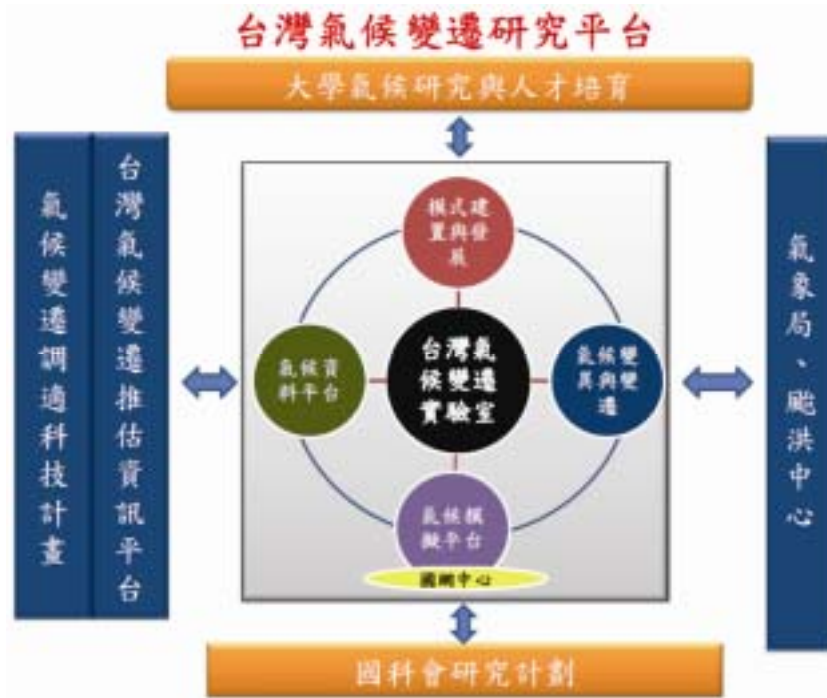 台灣氣候變遷研究平台
大學氣候研究與人才培育
氣候變遷調適科技計畫
台灣氣候變遷推估資訊平台
模式建
置與發
展
氣候資
料平台
台灣氣
候變遷
實驗室
氣候變
異與變
遷
氣候模
擬平台
國網中心
氣象局、颱洪中心
國科會研究計劃